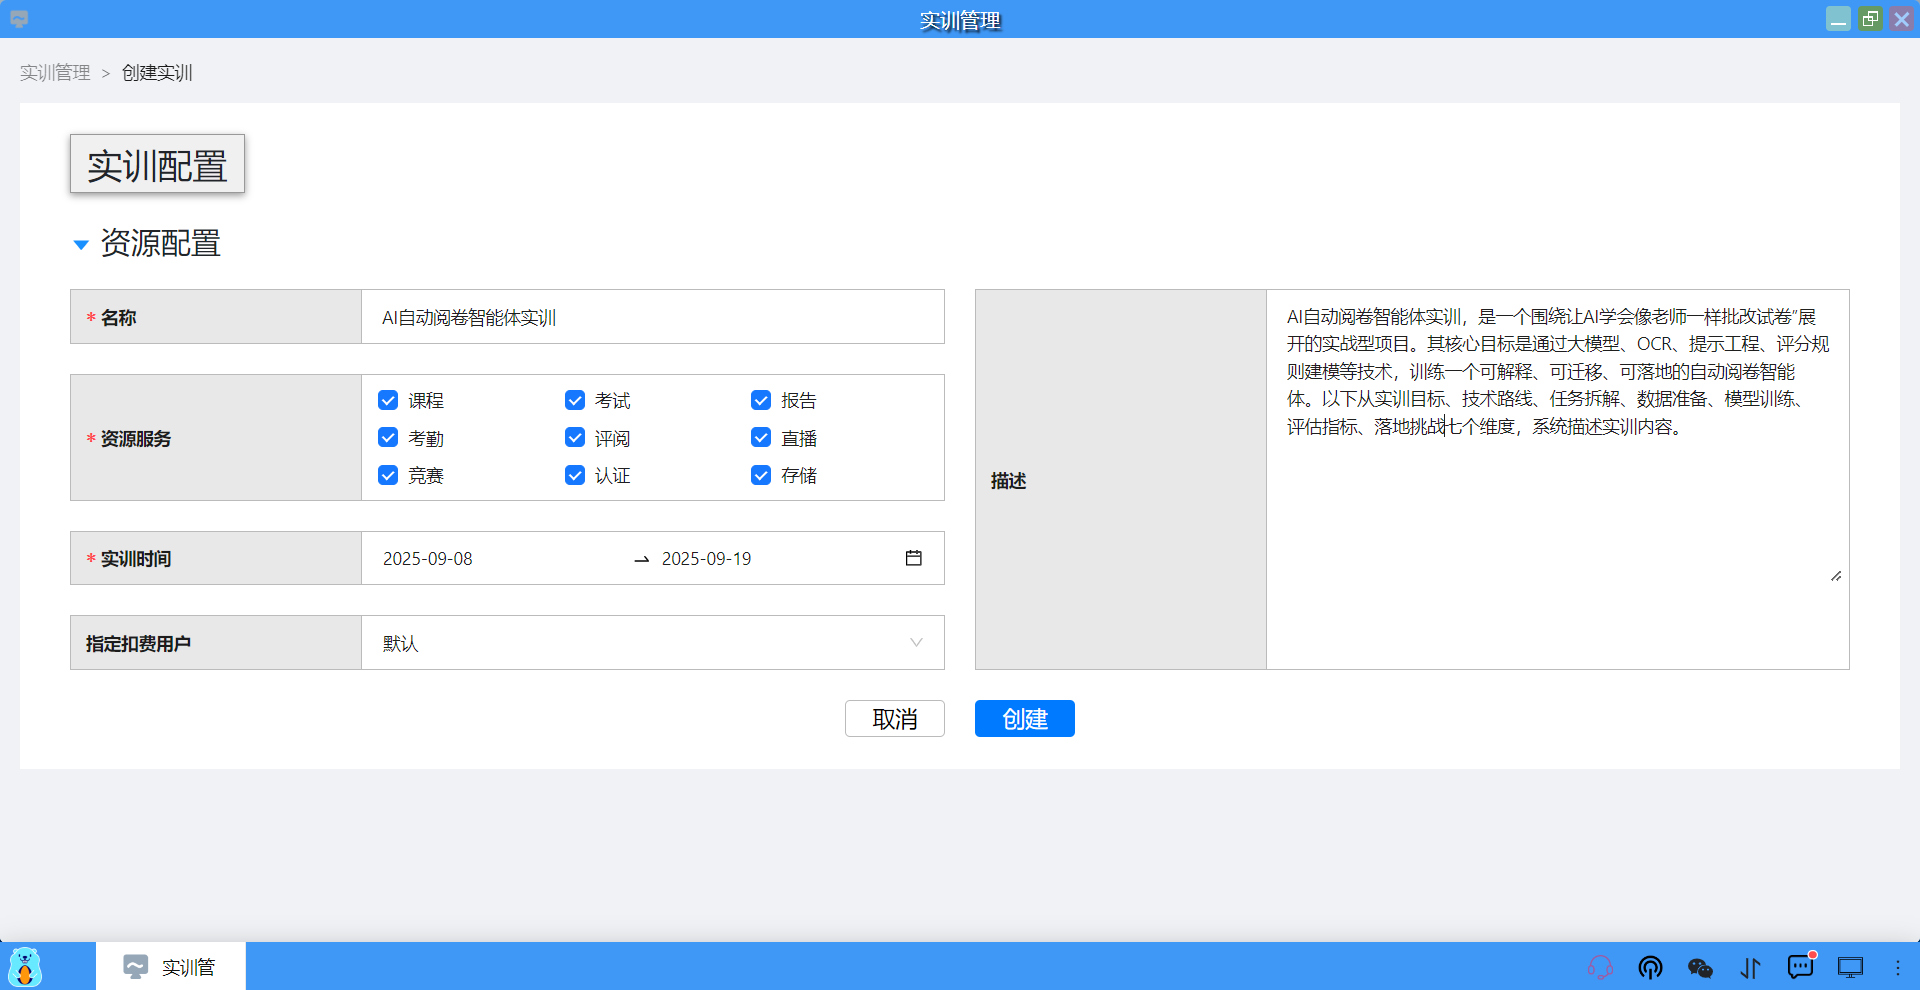 实训管理
实训管理 > 创建实训
实训配置
资源配置
* 名称
AI自动阅卷智能体实训
* 资源服务
课程 考试 报告
考勤 评阅 直播
竞赛 认证 存储
* 实训时间
2025-09-08 → 2025-09-19
指定扣费用户
默认
描述
AI自动阅卷智能体实训，是一个围绕让AI学会像老师一样批改试卷”展
开的实战型项目。其核心目标是通过大模型、OCR、提示工程、评分规
则建模等技术，训练一个可解释、可迁移、可落地的自动阅卷智能
体。以下从实训目标、技术路线、任务拆解、数据准备、模型训练、
评估指标、落地挑战七个维度，系统描述实训内容。
取消
创建
实训管